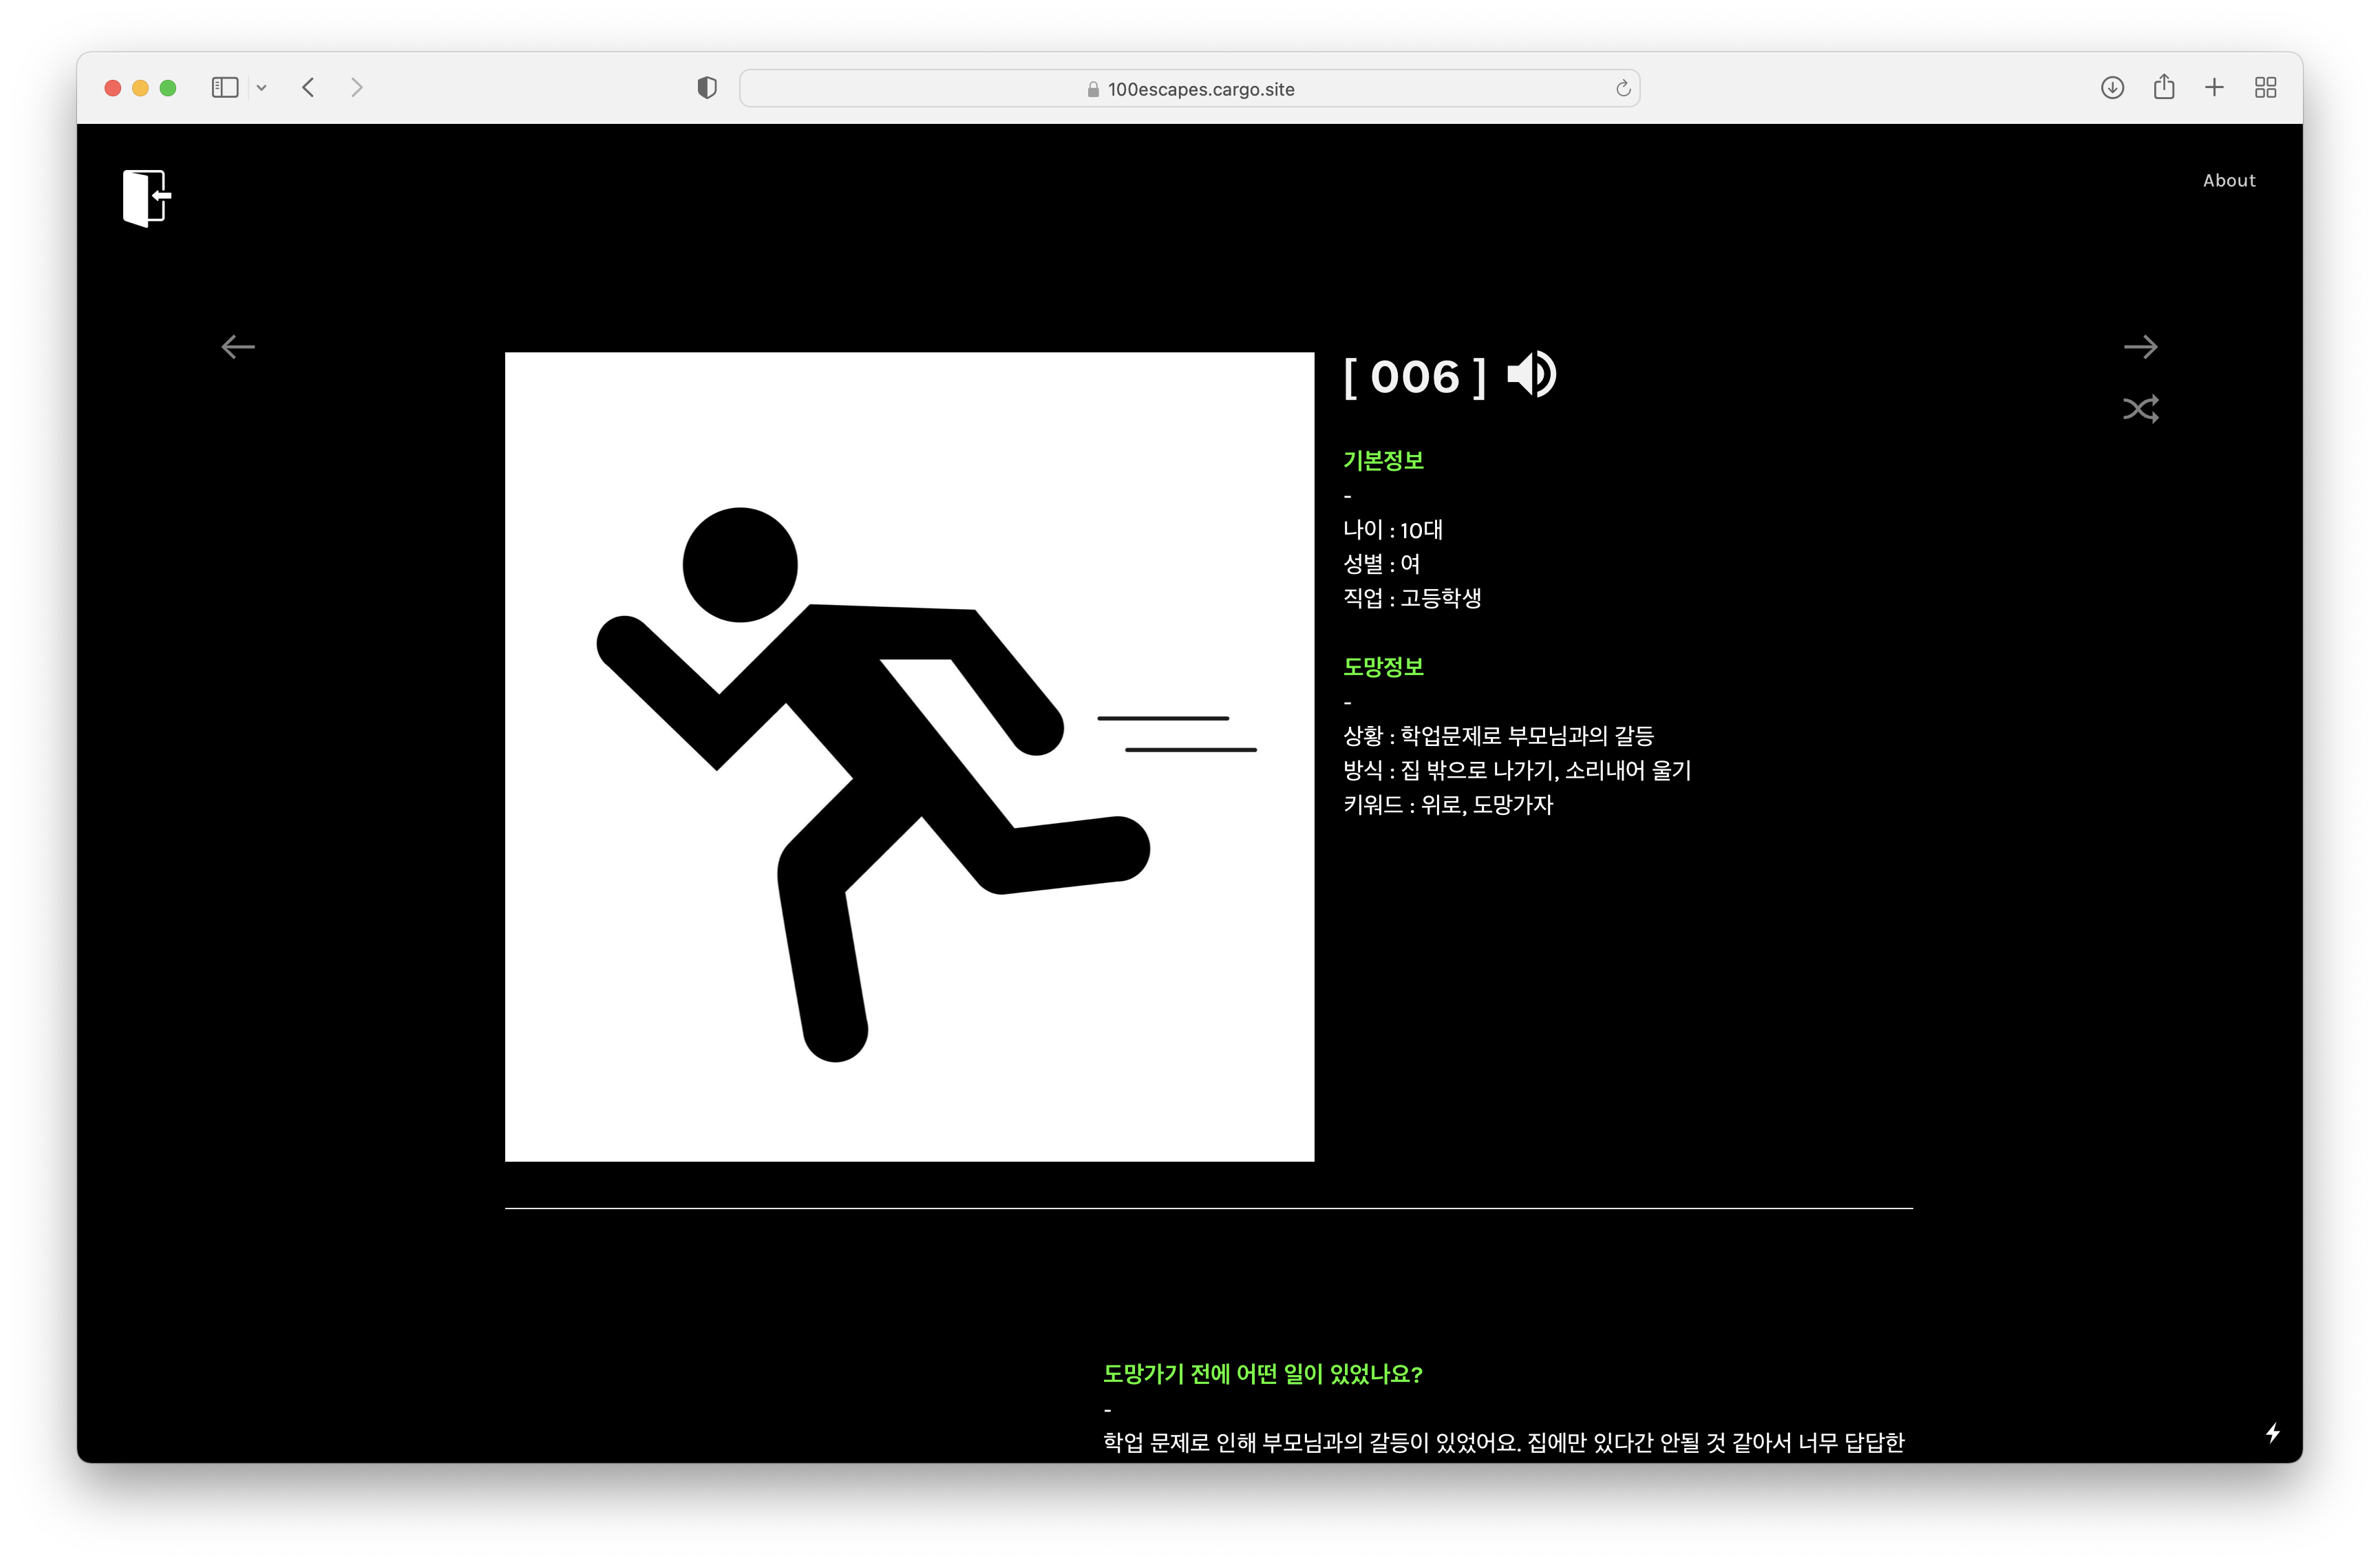 100escapes.cargo.site
About
[ 006 ]
기본정보
-
나이 : 10대
성별 : 여
직업 : 고등학생
도망정보
-
상황 : 학업문제로 부모님과의 갈등
방식 : 집 밖으로 나가기, 소리내어 울기
키워드 : 위로, 도망가자
도망가기 전에 어떤 일이 있었나요?
-
학업 문제로 인해 부모님과의 갈등이 있었어요. 집에만 있다간 안될 것 같아서 너무 답답한